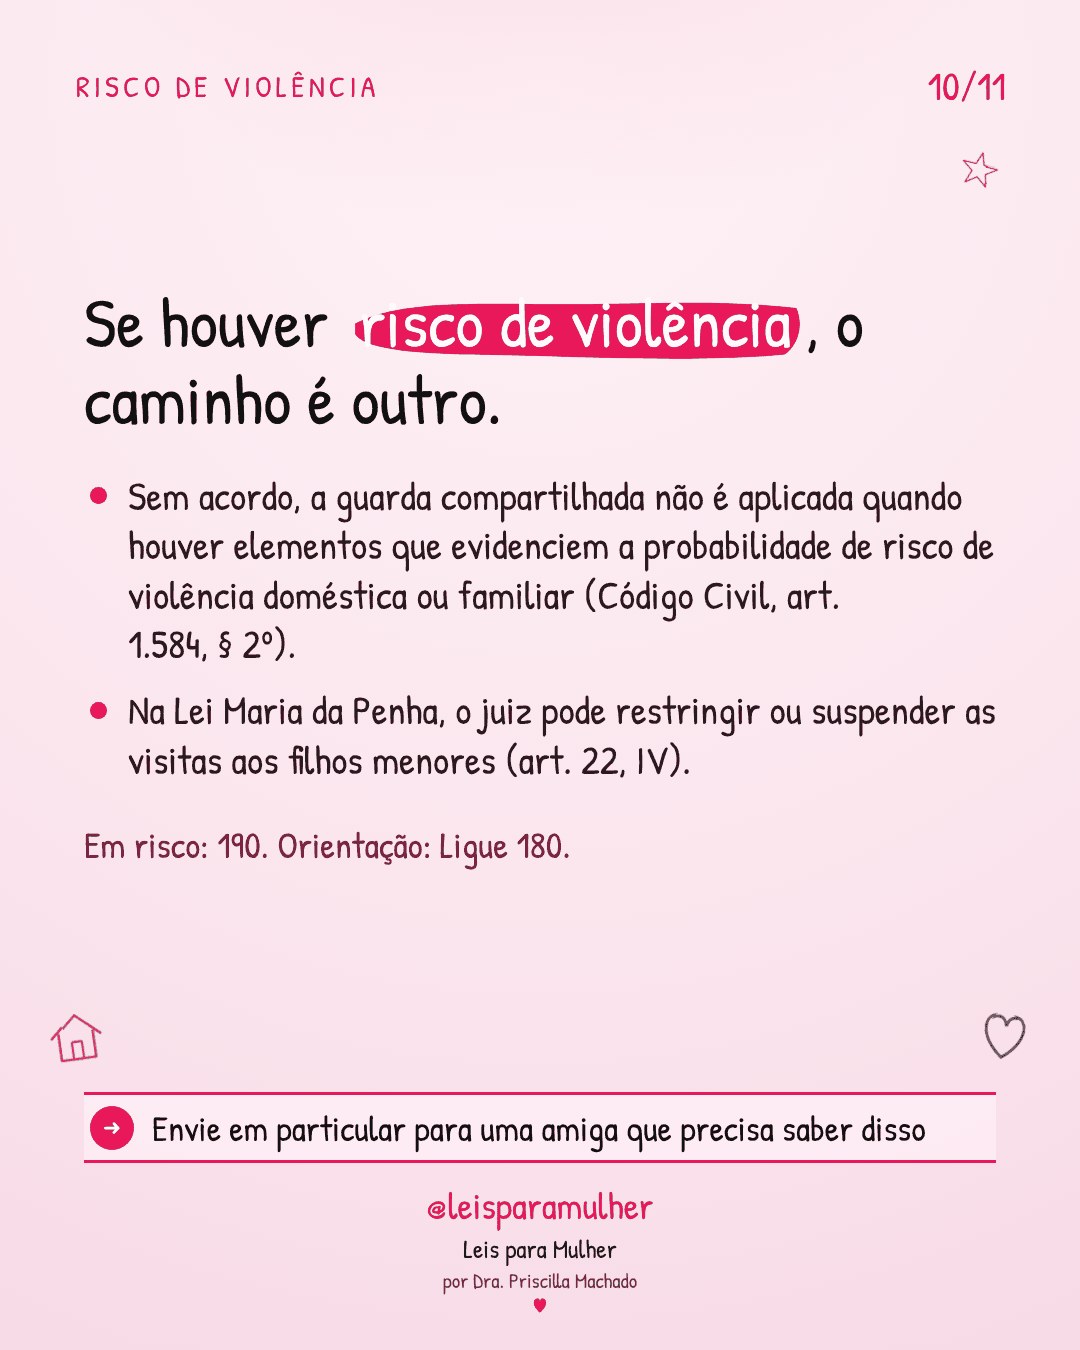 RISCO DE VIOLÊNCIA
10/11
Se houver risco de violência, o
caminho é outro.
Sem acordo, a guarda compartilhada não é aplicada quando
houver elementos que evidenciem a probabilidade de risco de
violência doméstica ou familiar (Código Civil, art.
1.584, § 2º).
Na Lei Maria da Penha, o juiz pode restringir ou suspender as
visitas aos filhos menores (art. 22, IV).
Em risco: 190. Orientação: Ligue 180.
Envie em particular para uma amiga que precisa saber disso
@leisparamulher
Leis para Mulher
por Dra. Priscilla Machado